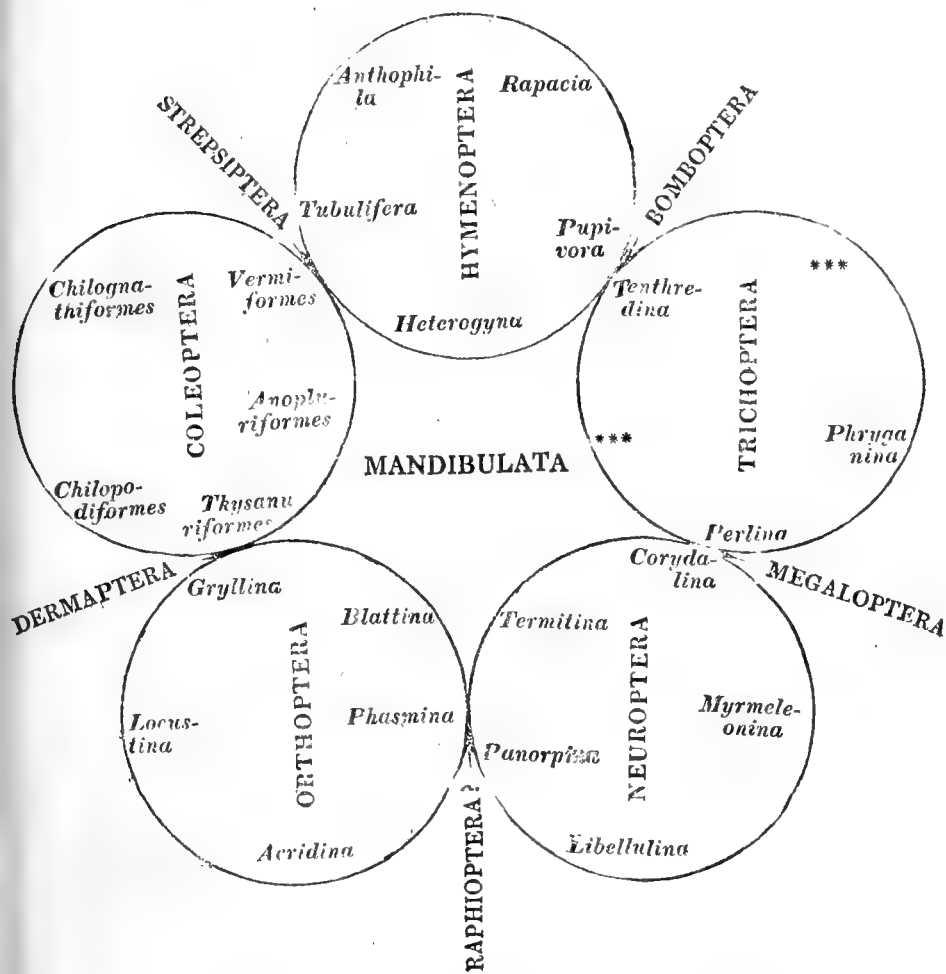 Anthophi-
la
Rapacia
HYMENOPTERA
Tubulifera
Pupi-
vora
Heterogyna
STREPSIPTERA
BOMBOPTERA
Chilogna-
thiformes
Vermi-
formes
COLEOPTERA
Anoplu-
riformes
Chilopo-
diformes
Thysanu
riformes
MANDIBULATA
***
Tenthre-
dina
TRICHOPTERA
***
Phryga
nina
Perlina
DERMAPTERA
MEGALOPTERA
Gryllina
Blattina
ORTHOPTERA
Locus-
tina
Phasmina
Acridina
Coryda-
lina
Termitina
NEUROPTERA
Myrmele-
onina
Panorpina
Libellulina
RAPHIOPTERA?